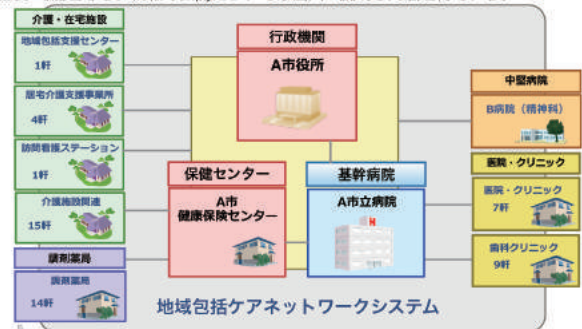 介護・在宅施設
地域包括支援センター
1軒
居宅介護支援事業所
4軒
訪問看護ステーション
1軒
介護施設関連
15軒
調剤薬局
調剤薬局
14軒
行政機関
A市役所
保健センター
A市
健康保険センター
基幹病院
A市立病院
H
中堅病院
B病院（精神科）
医院・クリニック
医院・クリニック
7軒
歯科クリニック
9軒
地域包括ケアネットワークシステム